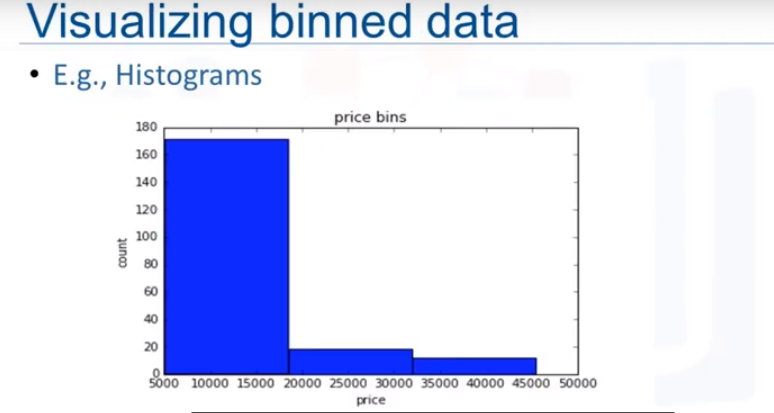 Visualizing binned data
• E.g., Histograms
price bins
180
160
140
120
100
80
60
40
20
0
count
5000 10000 15000 20000 25000 30000 35000 40000 45000 50000
price